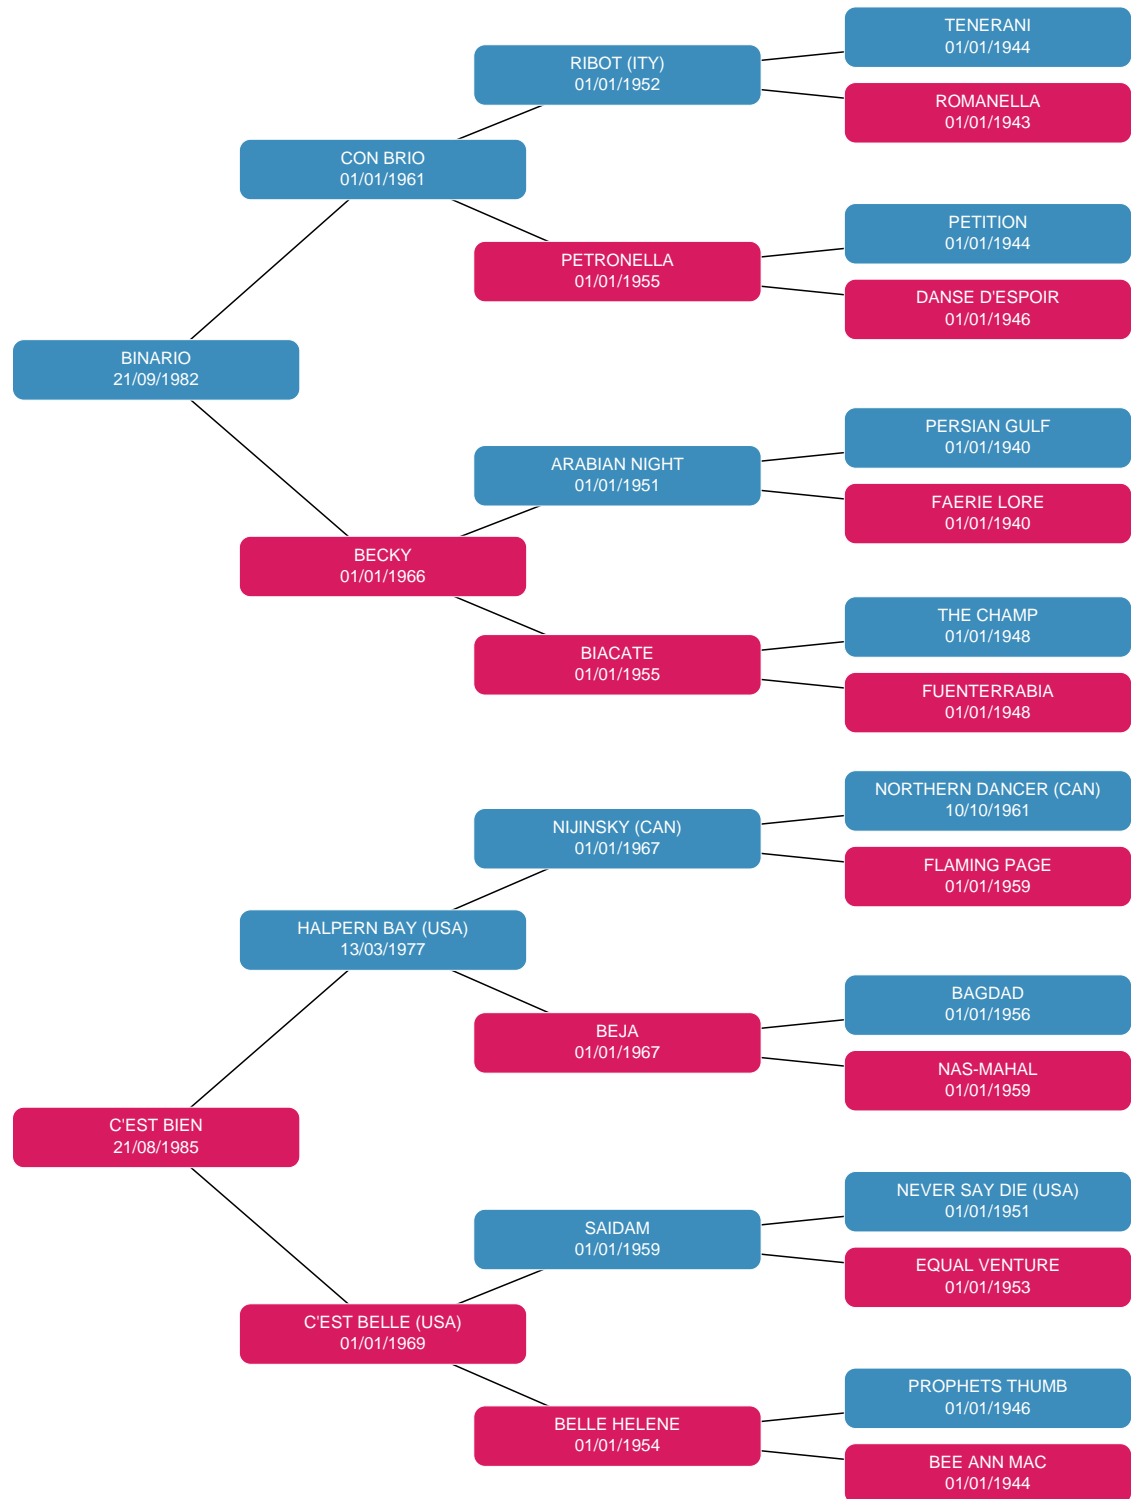 TENERANI
01/01/1944
RIBOT (ITY)
01/01/1952
ROMANELLA
01/01/1943
CON BRIO
01/01/1961
PETITION
01/01/1944
PETRONELLA
01/01/1955
DANSE D'ESPOIR
01/01/1946
BINARIO
21/09/1982
PERSIAN GULF
01/01/1940
ARABIAN NIGHT
01/01/1951
FAERIE LORE
01/01/1940
BECKY
01/01/1966
THE CHAMP
01/01/1948
BIACATE
01/01/1955
FUENTERRABIA
01/01/1948
NORTHERN DANCER (CAN)
10/10/1961
NIJINSKY (CAN)
01/01/1967
FLAMING PAGE
01/01/1959
HALPERN BAY (USA)
13/03/1977
BAGDAD
01/01/1956
BEJA
01/01/1967
NAS-MAHAL
01/01/1959
C'EST BIEN
21/08/1985
NEVER SAY DIE (USA)
01/01/1951
SAIDAM
01/01/1959
EQUAL VENTURE
01/01/1953
C'EST BELLE (USA)
01/01/1969
PROPHETS THUMB
01/01/1946
BELLE HELENE
01/01/1954
BEE ANN MAC
01/01/1944